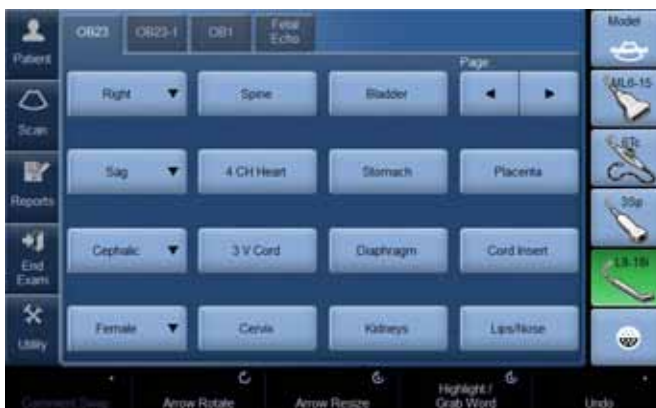 OB23
OB23-1
OB1
Fetal
Echo
Model
Patient
Page
Right
Spine
Bladder
ML6-15
Scan
6Tc
Sag
4 CH Heart
Stomach
Placenta
Reports
3Sp
End
Exam
Cephalic
3 V Cord
Diaphragm
Cord Insert
L8-18i
Utility
Female
Cervix
Kidneys
Lips/Nose
Comment Swap
Arrow Rotate
Arrow Resize
Highlight /
Grab Word
Undo